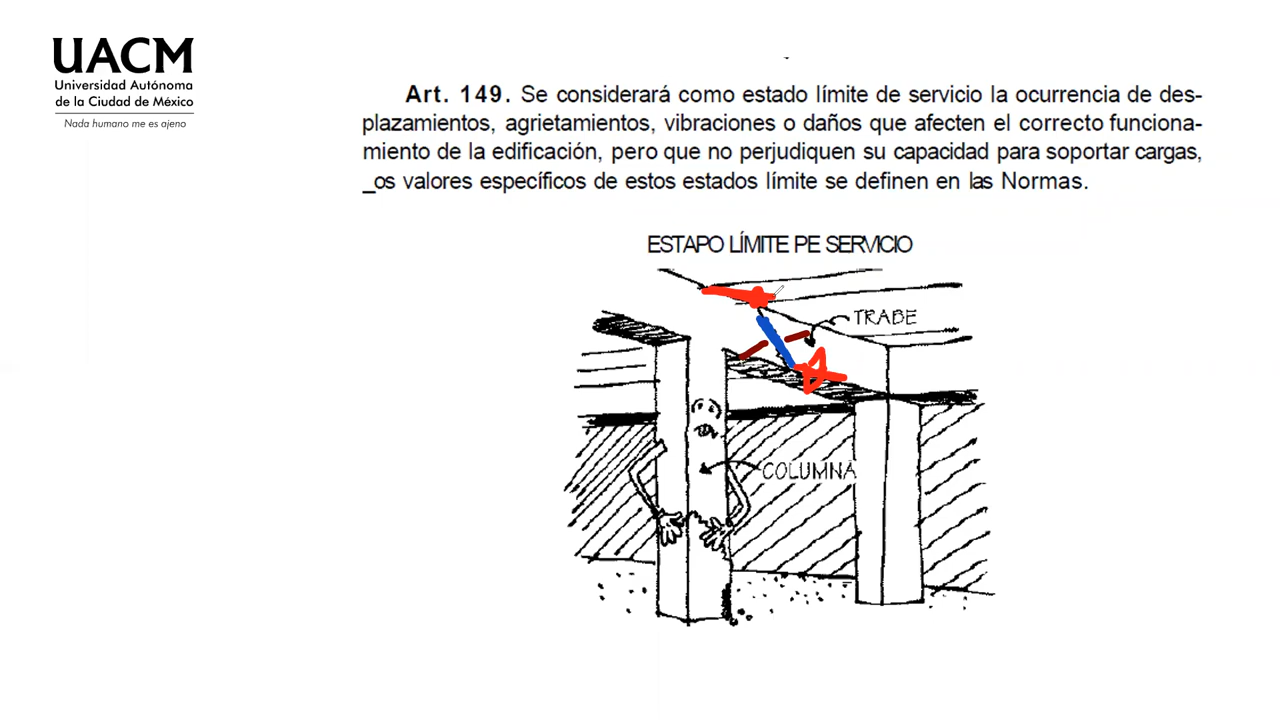 UACM
Universidad Autónoma
de la Ciudad de México
Nada humano me es ajeno
Art. 149. Se considerará como estado límite de servicio la ocurrencia de des-
plazamientos, agrietamientos, vibraciones o daños que afecten el correcto funciona-
miento de la edificación, pero que no perjudiquen su capacidad para soportar cargas,
_os valores específicos de estos estados límite se definen en las Normas.
ESTAPO LÍMITE PE SERVICIO
TRABE
COLUMNA